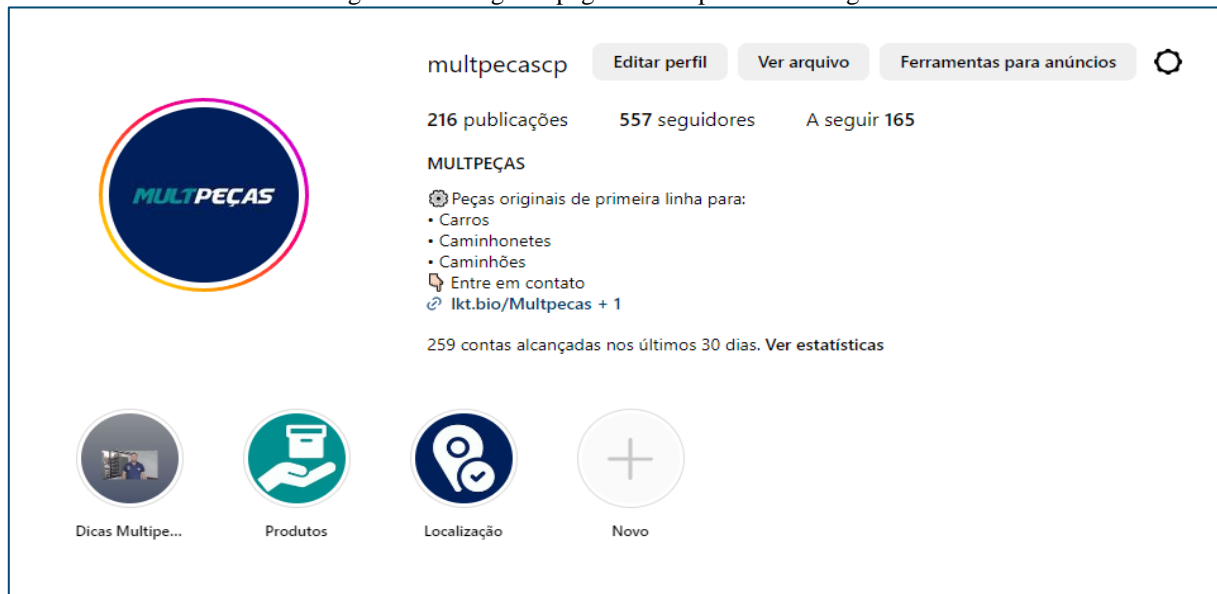 multpecascp Editar perfil Ver arquivo Ferramentas para anúncios
216 publicações 557 seguidores A seguir 165
MULTPEÇAS
MULTPEÇAS
Peças originais de primeira linha para:
• Carros
• Caminhonetes
• Caminhões
Entre em contato
lkt.bio/Multpecas + 1
259 contas alcançadas nos últimos 30 dias. Ver estatísticas
Dicas Multipe... Produtos Localização Novo